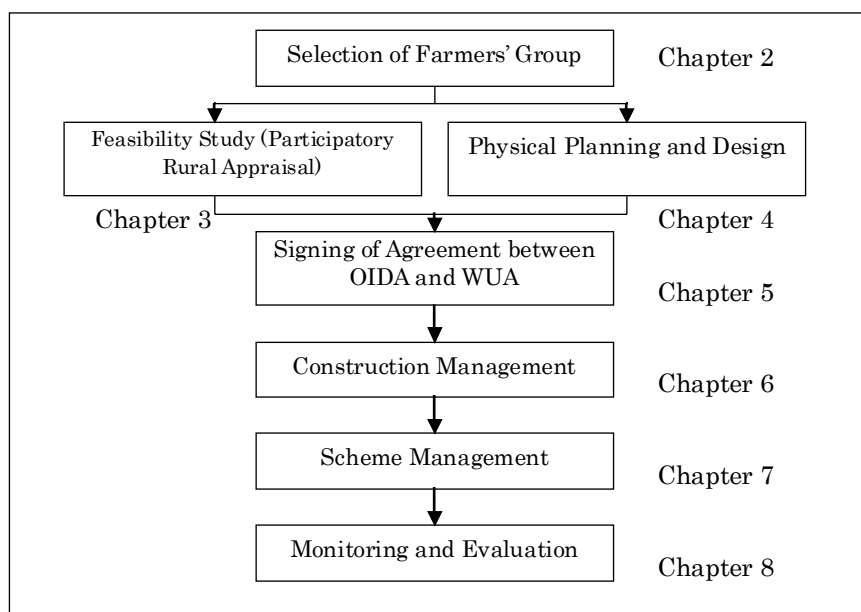 Selection of Farmers’ Group
Chapter 2
Feasibility Study (Participatory
Rural Appraisal)
Physical Planning and Design
Chapter 3
Chapter 4
Signing of Agreement between
OIDA and WUA
Chapter 5
Construction Management
Chapter 6
Scheme Management
Chapter 7
Monitoring and Evaluation
Chapter 8